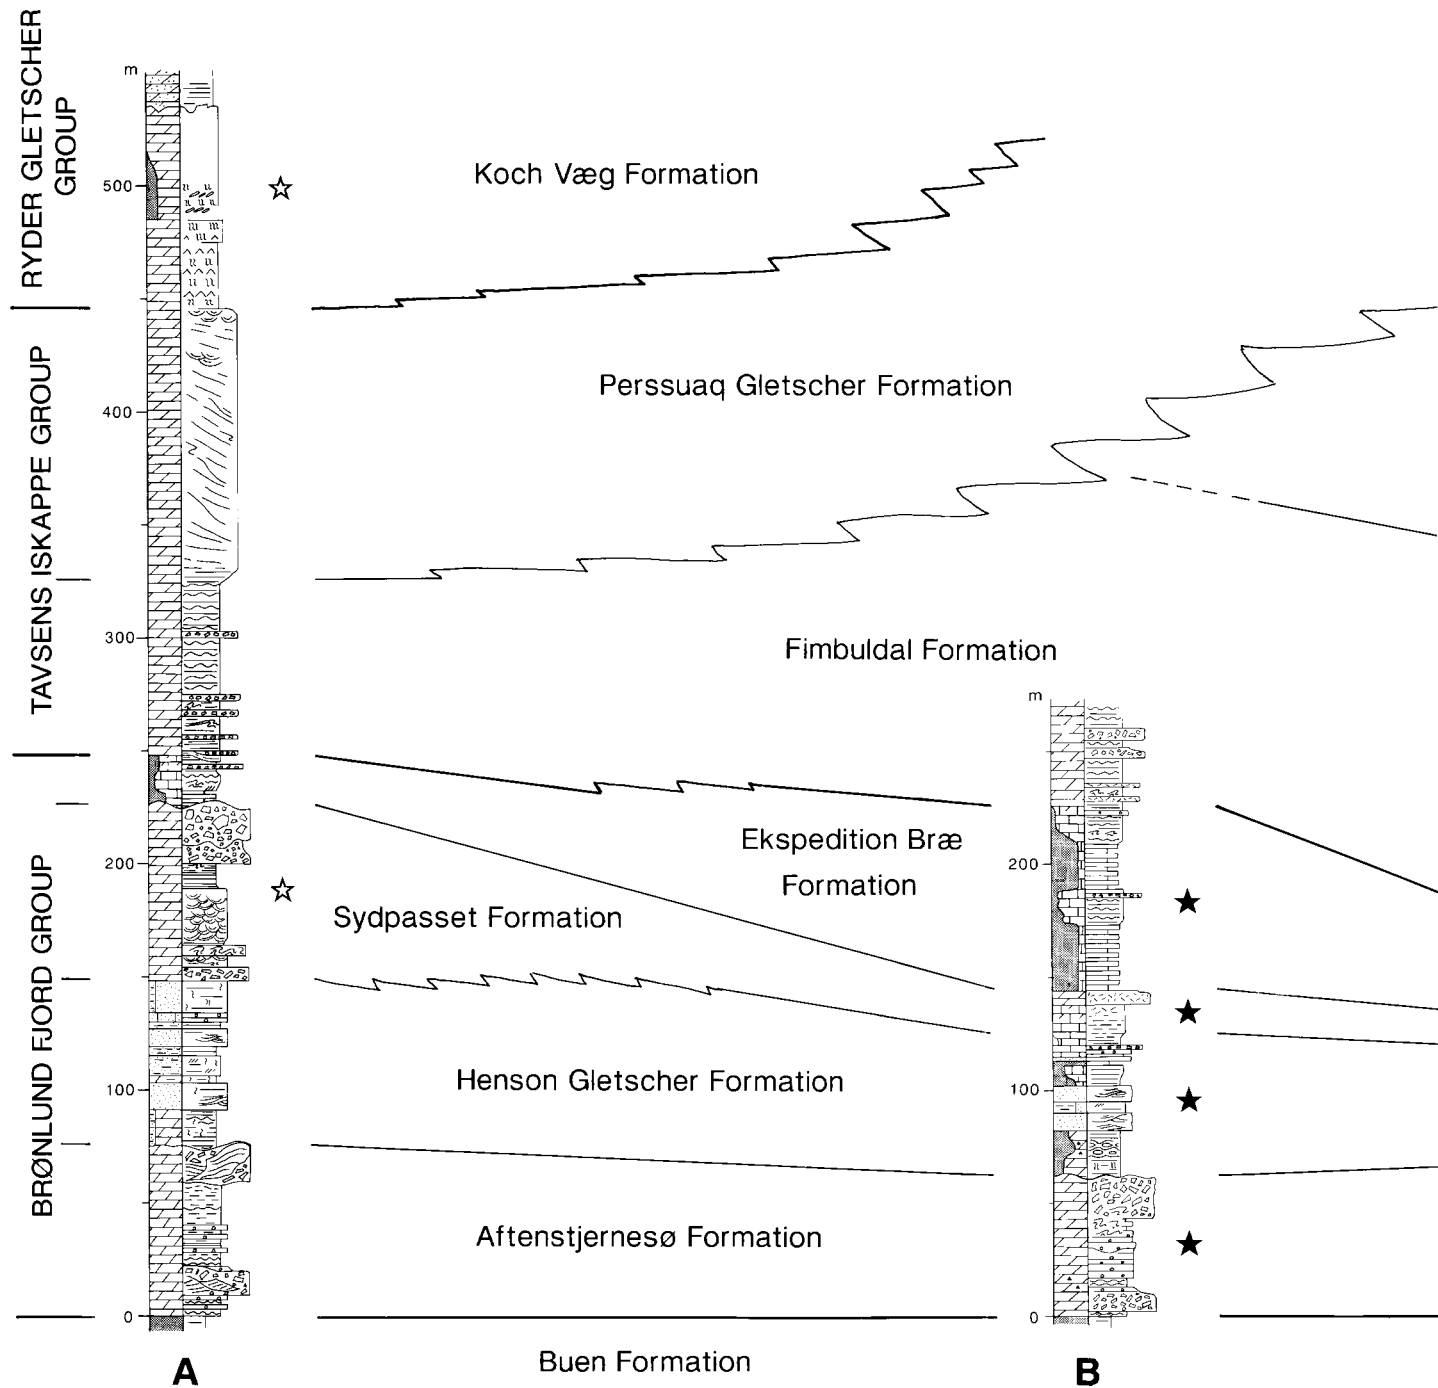 RYDER GLETSCHER
GROUP
TAVSENS ISKAPPE GROUP
BRØNLUND FJORD GROUP
m
500
400
300
200
100
0
Koch Væg Formation
Perssuaq Gletscher Formation
Fimbuldal Formation
Ekspedition Bræ
Formation
Sydpasset Formation
Henson Gletscher Formation
Aftenstjernesø Formation
Buen Formation
m
200
100
0
A
B